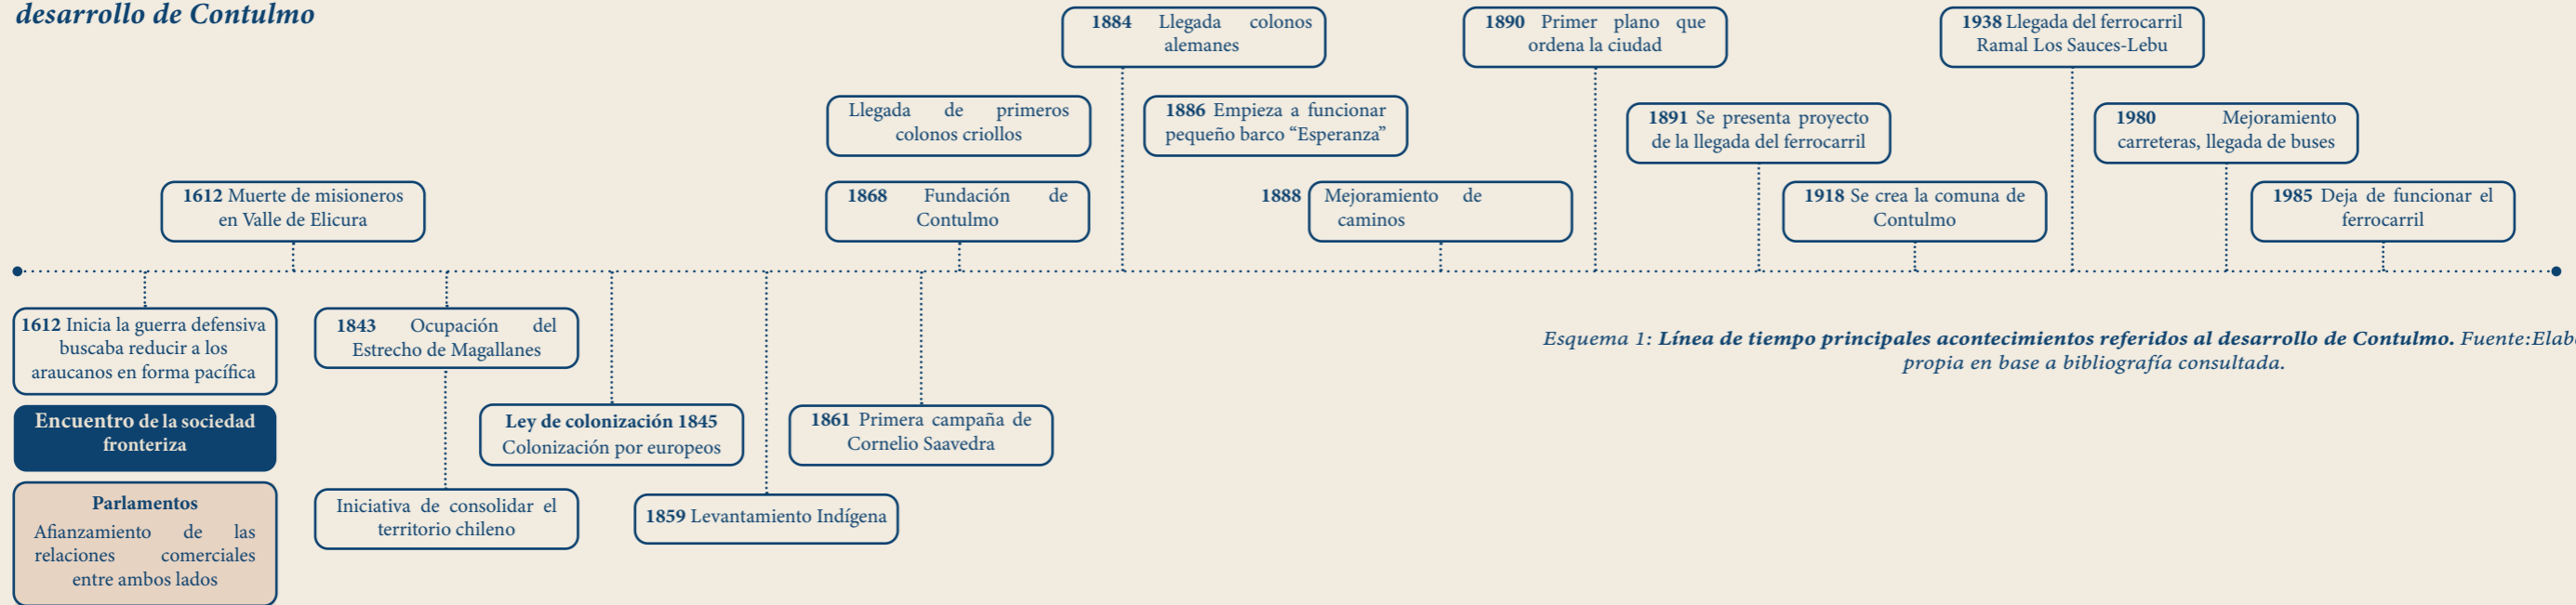 desarrollo de Contulmo
1884 Llegada colonos
alemanes
1890 Primer plano que
ordena la ciudad
1938 Llegada del ferrocarril
Ramal Los Sauces-Lebu
Llegada de primeros
colonos criollos
1886 Empieza a funcionar
pequeño barco “Esperanza”
1891 Se presenta proyecto
de la llegada del ferrocarril
1980 Mejoramiento
carreteras, llegada de buses
1612 Muerte de misioneros
en Valle de Elicura
1868 Fundación de
Contulmo
1888 Mejoramiento de
caminos
1918 Se crea la comuna de
Contulmo
1985 Deja de funcionar el
ferrocarril
1612 Inicia la guerra defensiva
buscaba reducir a los
araucanos en forma pacífica
1843 Ocupación del
Estrecho de Magallanes
Esquema 1: Línea de tiempo principales acontecimientos referidos al desarrollo de Contulmo. Fuente:Elab
propia en base a bibliografía consultada.
Encuentro de la sociedad
fronteriza
Ley de colonización 1845
Colonización por europeos
1861 Primera campaña de
Cornelio Saavedra
Parlamentos
Afianzamiento de las
relaciones comerciales
entre ambos lados
Iniciativa de consolidar el
territorio chileno
1859 Levantamiento Indígena